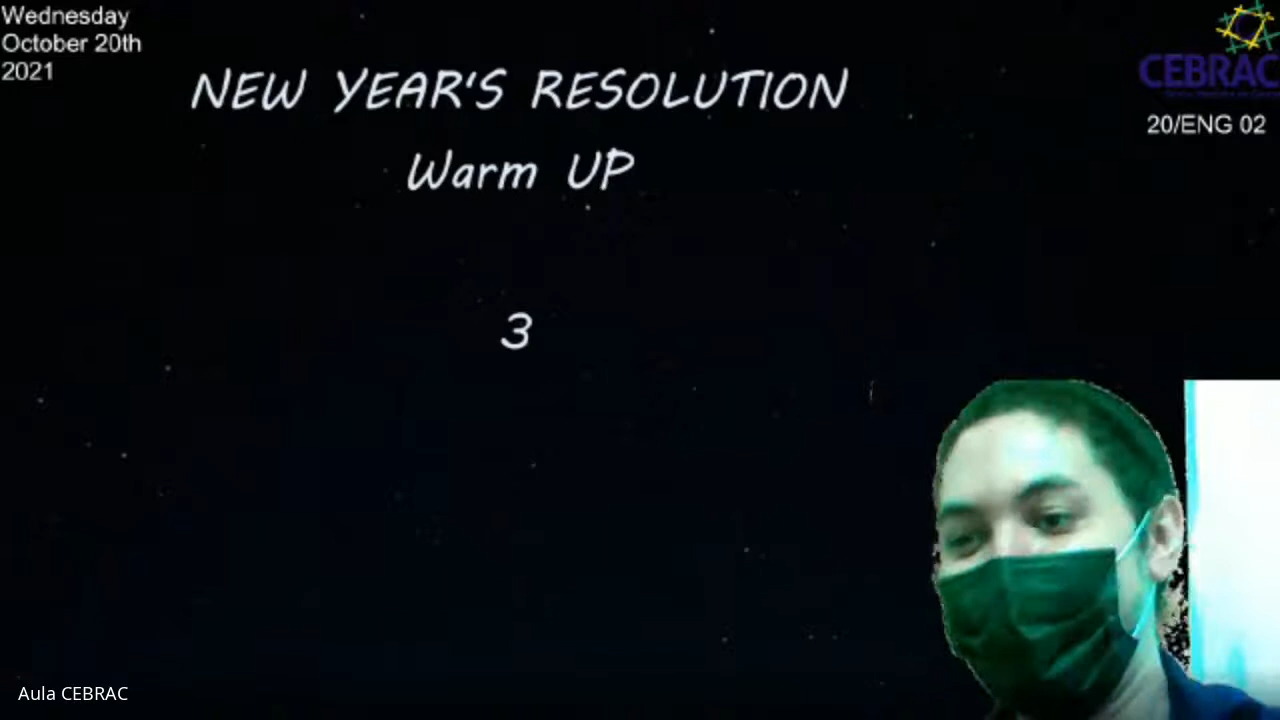 Wednesday
October 20th
2021
NEW YEAR'S RESOLUTION
Warm UP
3
CEBRAC
20/ENG 02
Aula CEBRAC